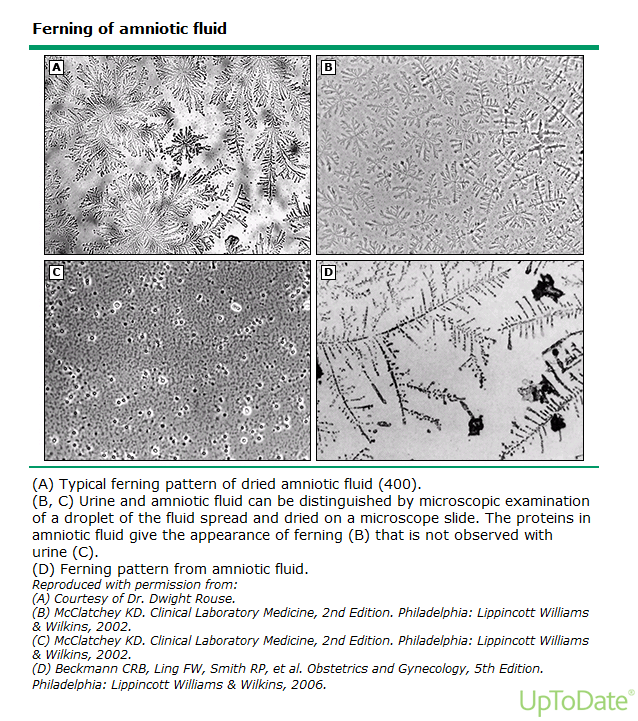 Ferning of amniotic fluid
A
B
C
D
(A) Typical ferning pattern of dried amniotic fluid (400).
(B, C) Urine and amniotic fluid can be distinguished by microscopic examination
of a droplet of the fluid spread and dried on a microscope slide. The proteins in
amniotic fluid give the appearance of ferning (B) that is not observed with
urine (C).
(D) Ferning pattern from amniotic fluid.
Reproduced with permission from:
(A) Courtesy of Dr. Dwight Rouse.
(B) McClatchey KD. Clinical Laboratory Medicine, 2nd Edition. Philadelphia: Lippincott Williams
& Wilkins, 2002.
(C) McClatchey KD. Clinical Laboratory Medicine, 2nd Edition. Philadelphia: Lippincott Williams
& Wilkins, 2002.
(D) Beckmann CRB, Ling FW, Smith RP, et al. Obstetrics and Gynecology, 5th Edition.
Philadelphia: Lippincott Williams & Wilkins, 2006.
UpToDate®